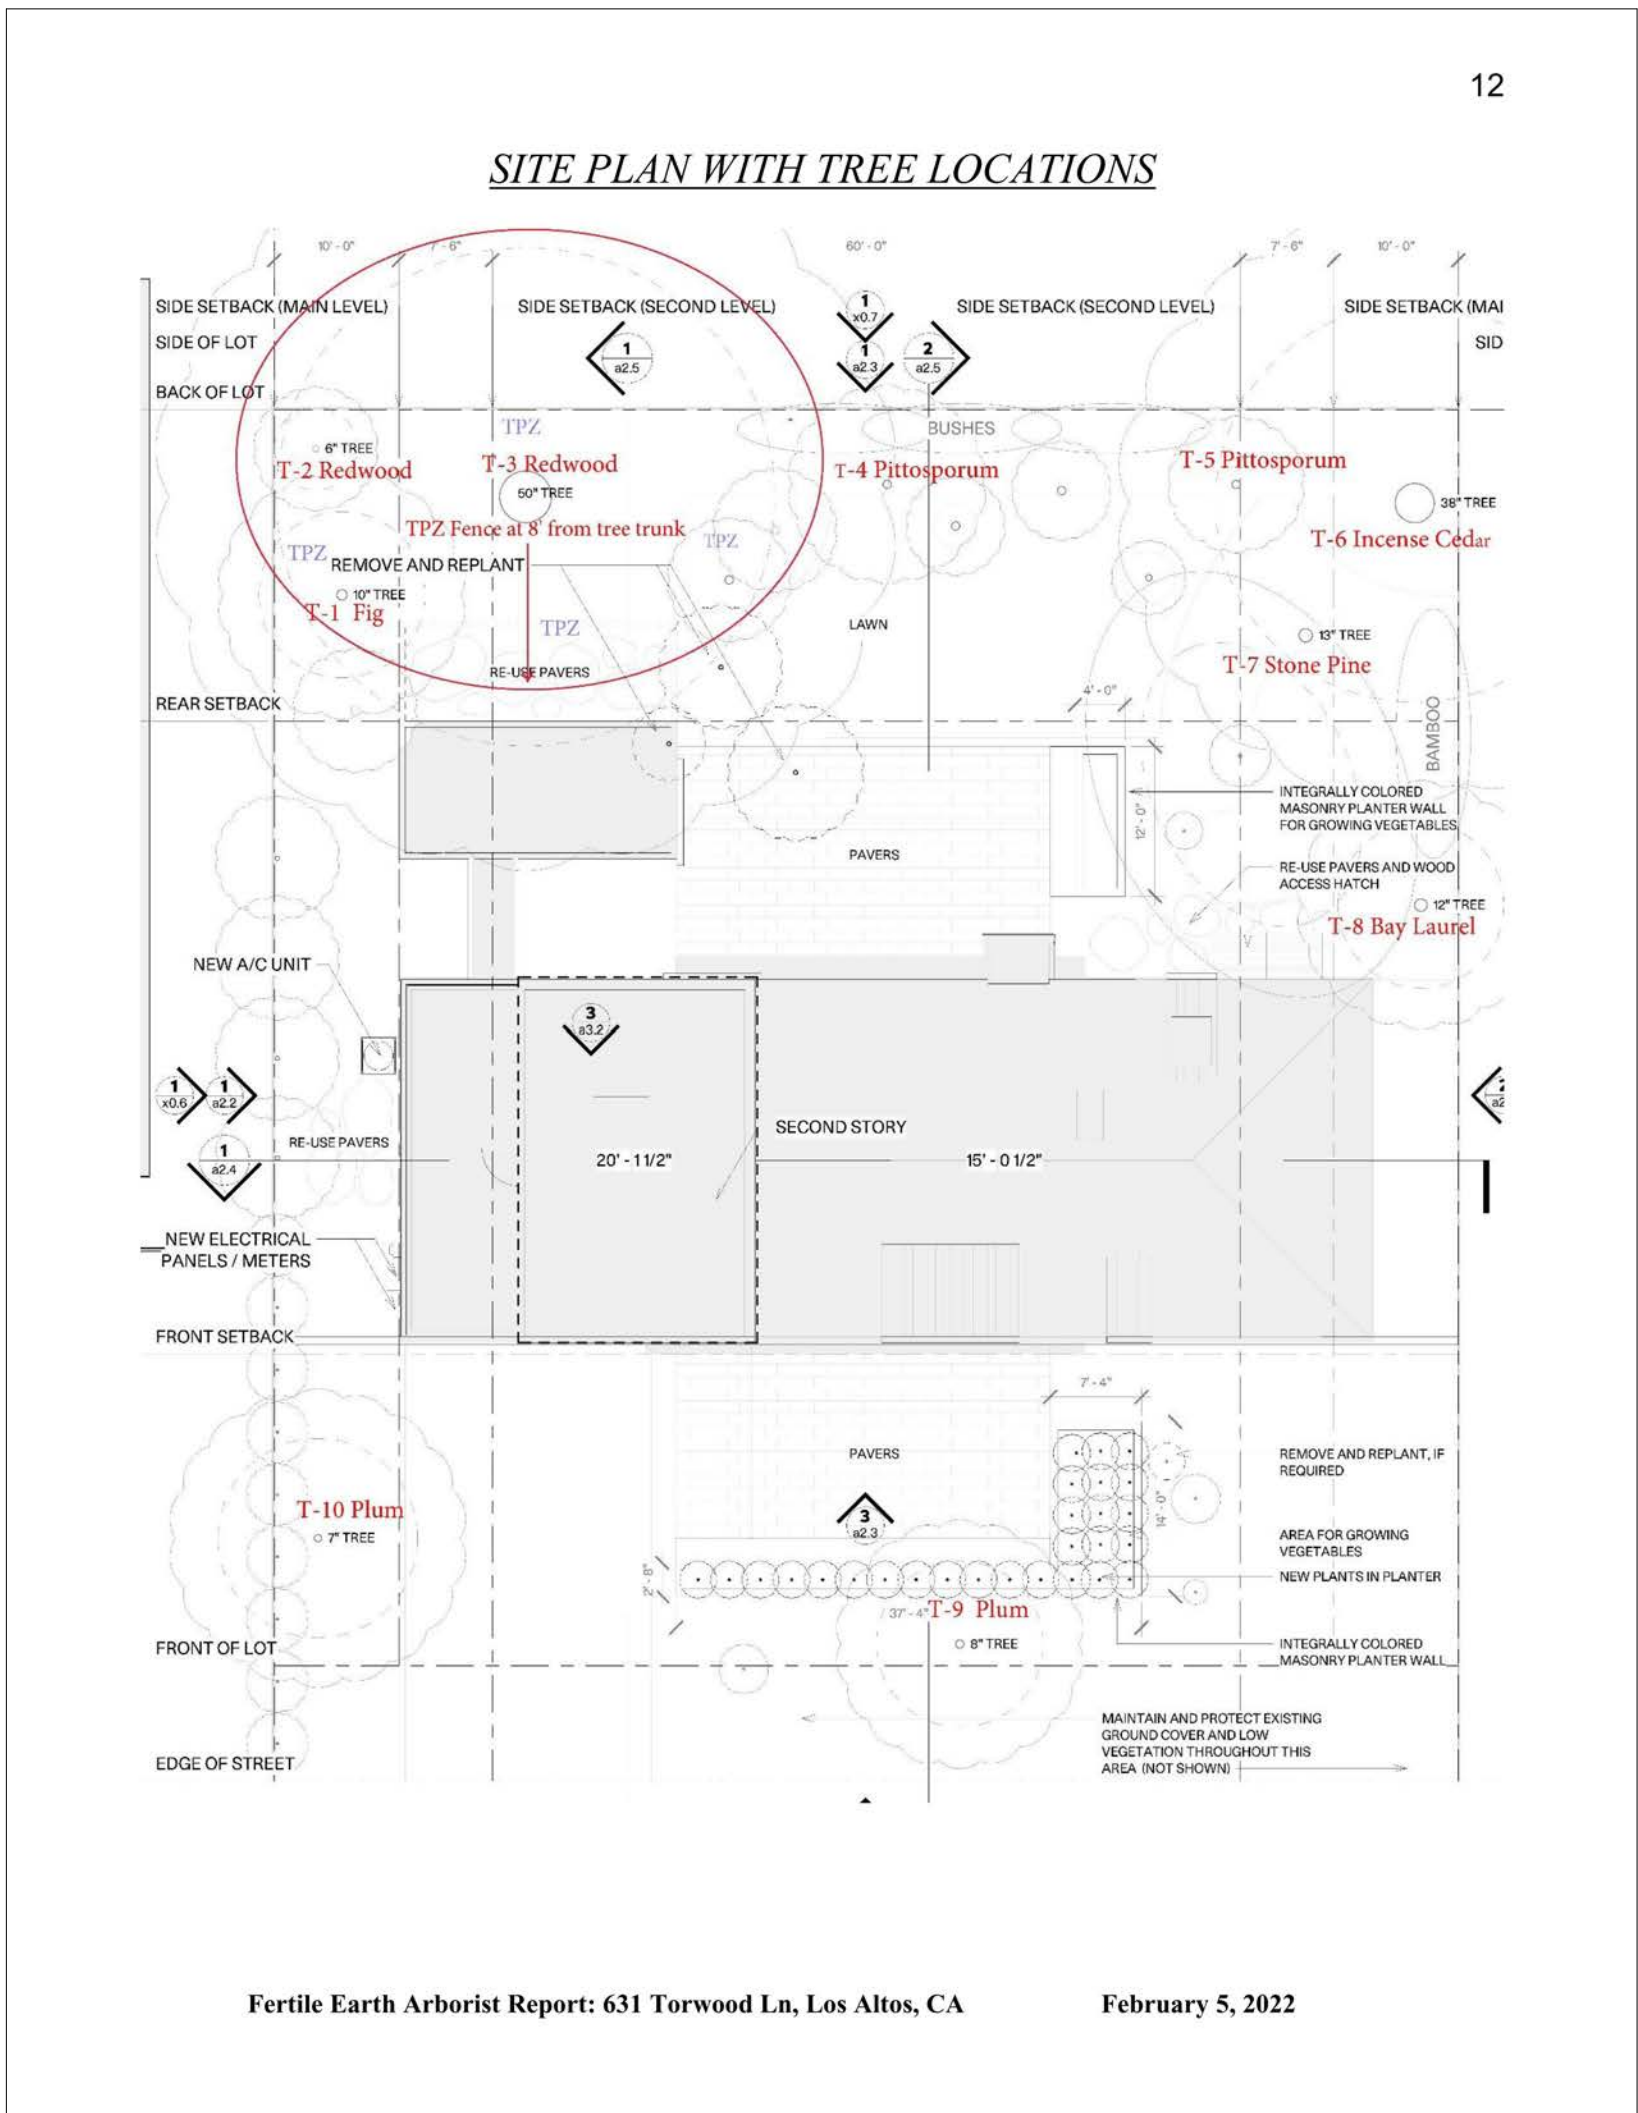 12
SITE PLAN WITH TREE LOCATIONS
10' - 0"
7' - 6"
60' - 0"
7' - 6"
10' - 0"
SIDE SETBACK (MAIN LEVEL)
SIDE SETBACK (SECOND LEVEL)
1
x0.7
SIDE SETBACK (SECOND LEVEL)
SIDE SETBACK (MAI
SIDE OF LOT
1
a2.5
1
a2.3
2
a2.5
SID
BACK OF LOT
TPZ
BUSHES
6" TREE
T-2 Redwood
T-3 Redwood
T-4 Pittosporum
T-5 Pittosporum
50" TREE
38" TREE
TPZ Fence at 8' from tree trunk
TPZ
T-6 Incense Cedar
TPZ
REMOVE AND REPLANT
10" TREE
T-1 Fig
TPZ
LAWN
13" TREE
T-7 Stone Pine
RE-USE PAVERS
REAR SETBACK
4' - 0"
BAMBOO
INTEGRALLY COLORED
MASONRY PLANTER WALL
FOR GROWING VEGETABLES
12' - 0"
PAVERS
RE-USE PAVERS AND WOOD
ACCESS HATCH
12" TREE
T-8 Bay Laurel
NEW A/C UNIT
3
a3.2
1
x0.6
1
a2.2
SECOND STORY
RE-USE PAVERS
1
a2.4
20' - 11/2"
15' - 0 1/2"
NEW ELECTRICAL
PANELS / METERS
FRONT SETBACK
7' - 4"
PAVERS
REMOVE AND REPLANT, IF
REQUIRED
T-10 Plum
7" TREE
3
a2.3
14' - 0"
AREA FOR GROWING
VEGETABLES
NEW PLANTS IN PLANTER
2' - 8"
37' - 4"
T-9 Plum
8" TREE
FRONT OF LOT
INTEGRALLY COLORED
MASONRY PLANTER WALL
MAINTAIN AND PROTECT EXISTING
GROUND COVER AND LOW
VEGETATION THROUGHOUT THIS
AREA (NOT SHOWN)
EDGE OF STREET
Fertile Earth Arborist Report: 631 Torwood Ln, Los Altos, CA
February 5, 2022